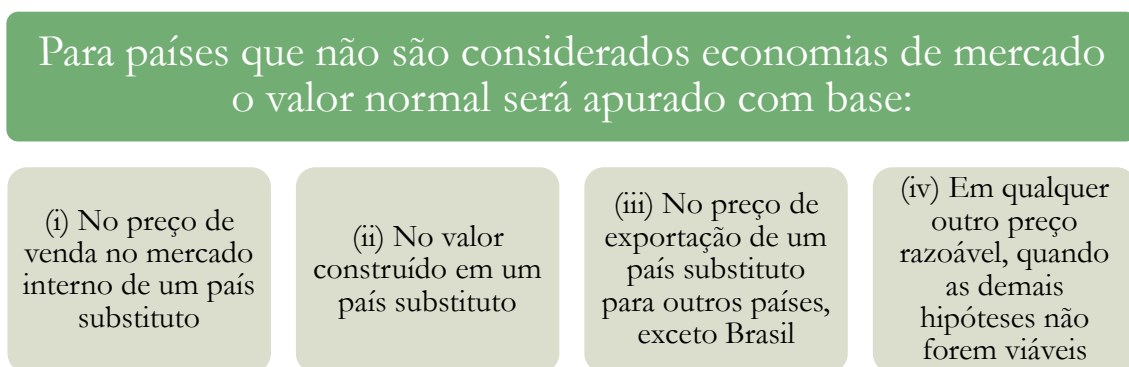 Para países que não são considerados economias de mercado
o valor normal será apurado com base:
(i) No preço de
venda no mercado
interno de um país
substituto
(ii) No valor
construído em um
país substituto
(iii) No preço de
exportação de um
país substituto
para outros países,
exceto Brasil
(iv) Em qualquer
outro preço
razoável, quando
as demais
hipóteses não
forem viáveis